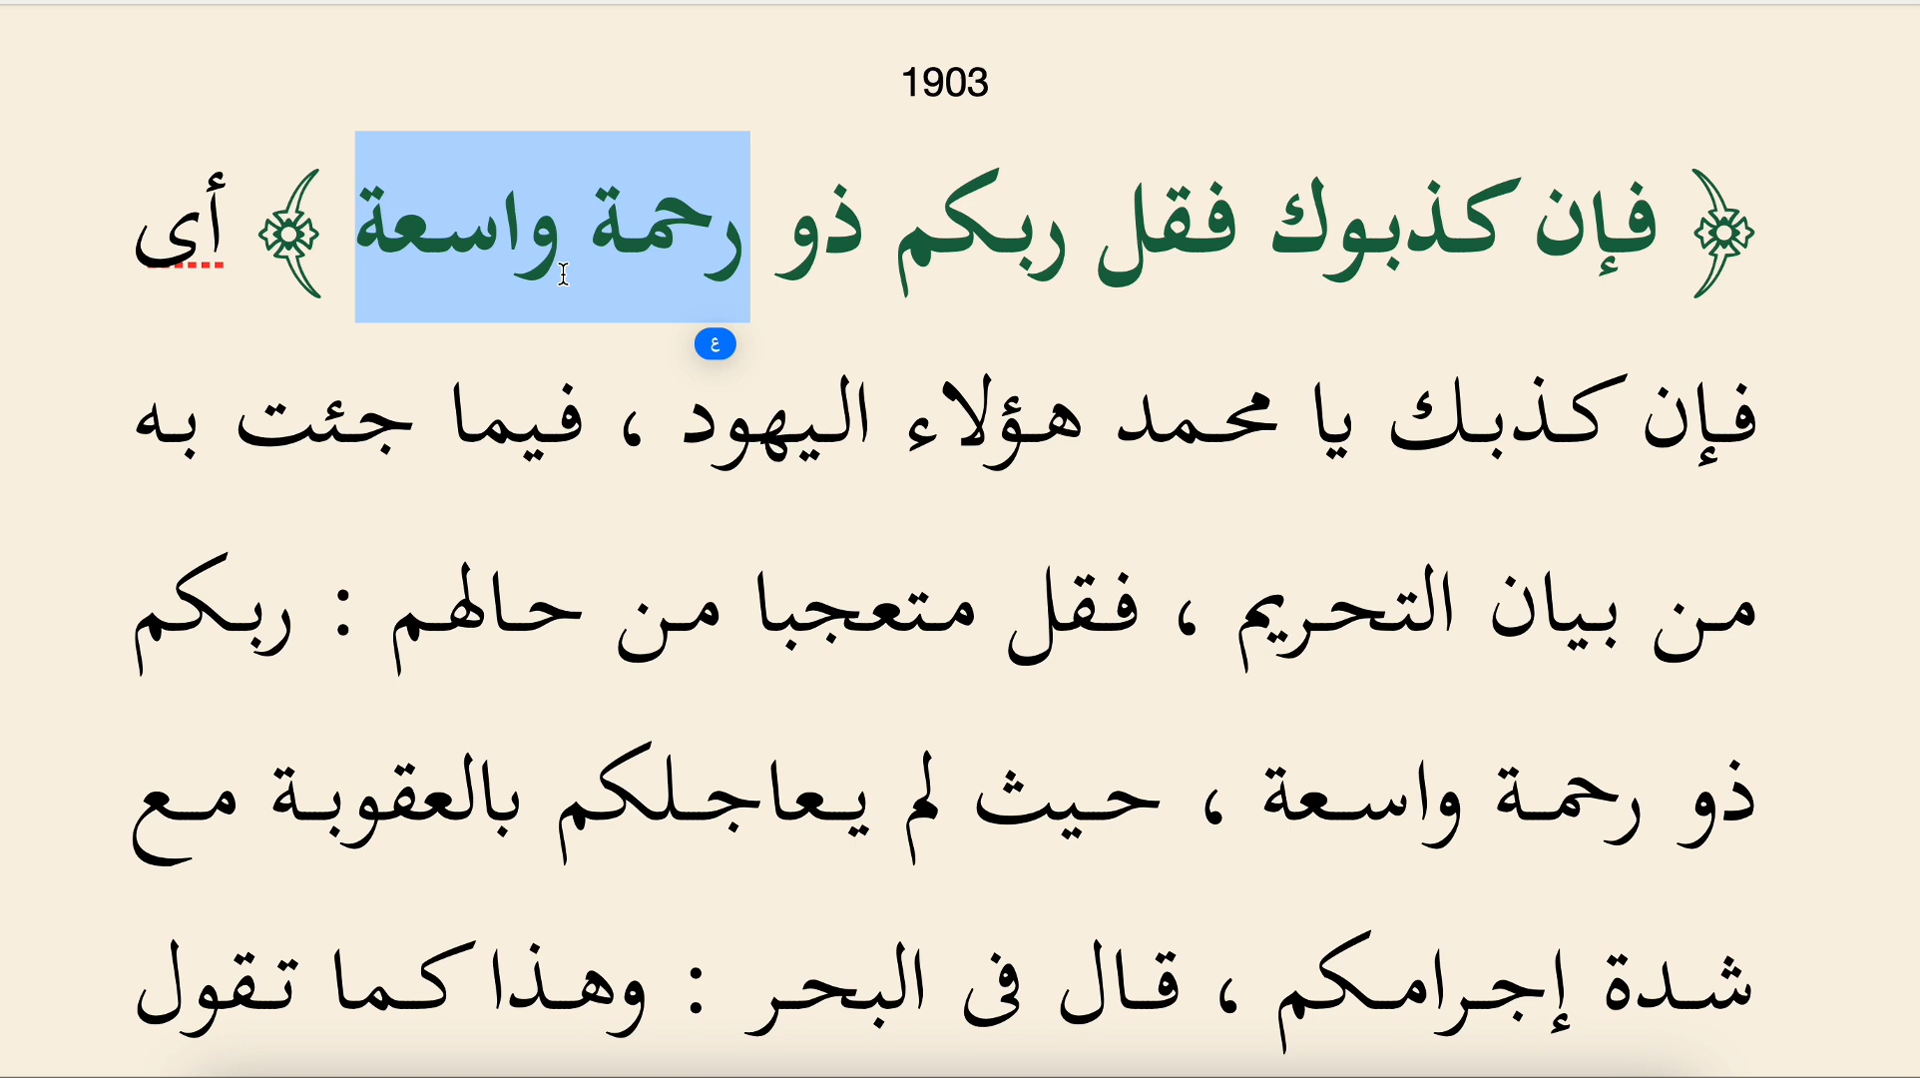 1903
﴿ فإن كذبوك فقل ربكم ذو رحمة واسعة ﴾ أى
ع
فإن كذبك يا محمد هؤلاء اليهود ، فيما جئت به
من بيان التحريم ، فقل متعجبا من حالهم : ربكم
ذو رحمة واسعة ، حيث لم يعاجلكم بالعقوبة مع
شدة إجرامكم ، قال فى البحر : وهذا كما تقول